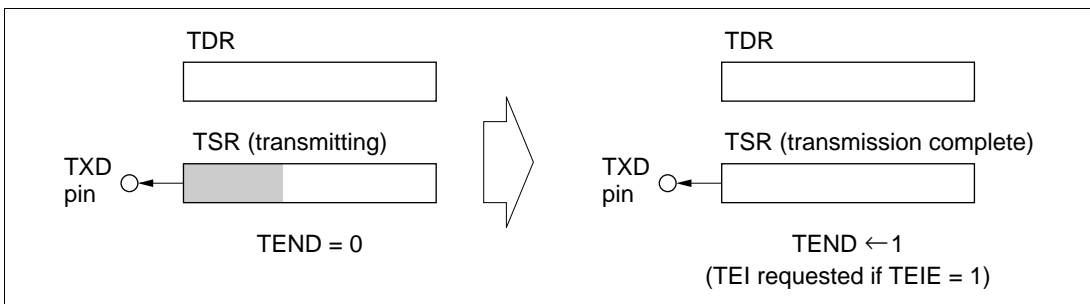 TDR
TSR (transmitting)
TXD
pin
TEND = 0
TDR
TSR (transmission complete)
TXD
pin
TEND ←1
(TEI requested if TEIE = 1)